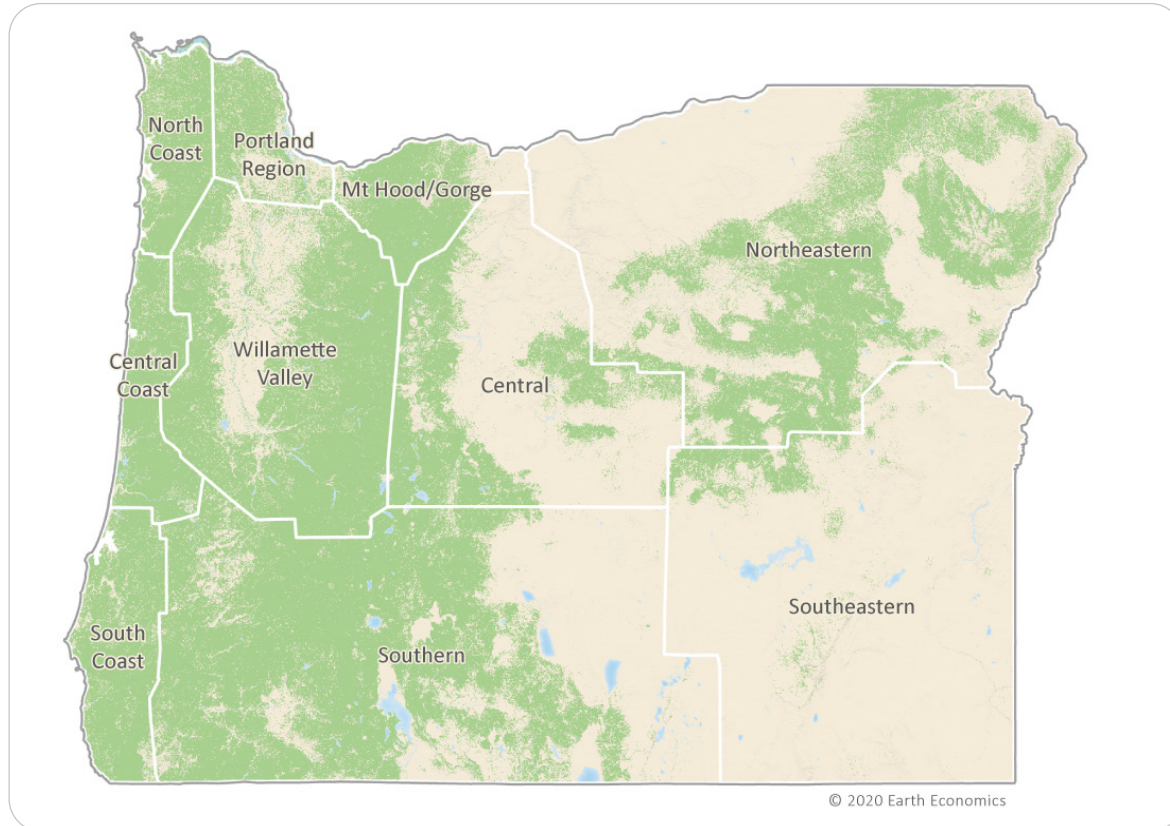 North
Coast
Portland
Region
Mt Hood/Gorge
Northeastern
Central
Coast
Willamette
Valley
Central
Southeastern
South
Coast
Southern
© 2020 Earth Economics